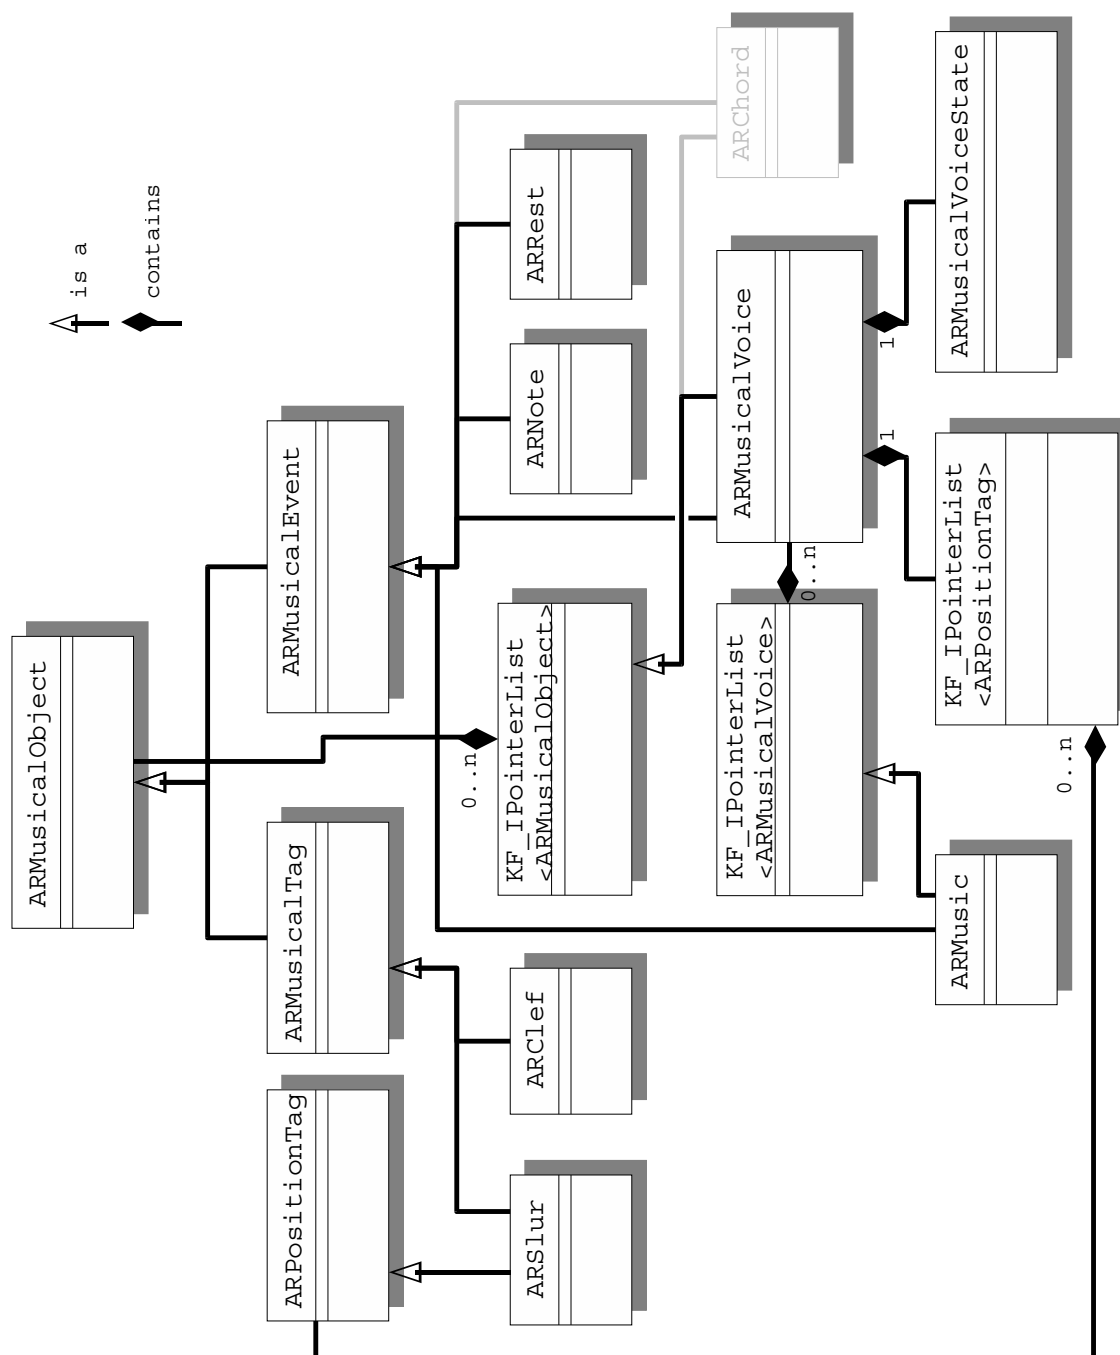 ARMusicalObject
is a
contains
ARPositionTag
ARMusicalTag
ARMusicalEvent
0..n
ARSlur
ARClef
KF_IPointerList
<ARMusicalObject>
ARNote
ARRest
KF_IPointerList
<ARMusicalVoice>
ARMusicalVoice
ARChord
0..n
1
1
ARMusic
KF_IPointerList
<ARPositionTag>
ARMusicalVoiceState
0..n